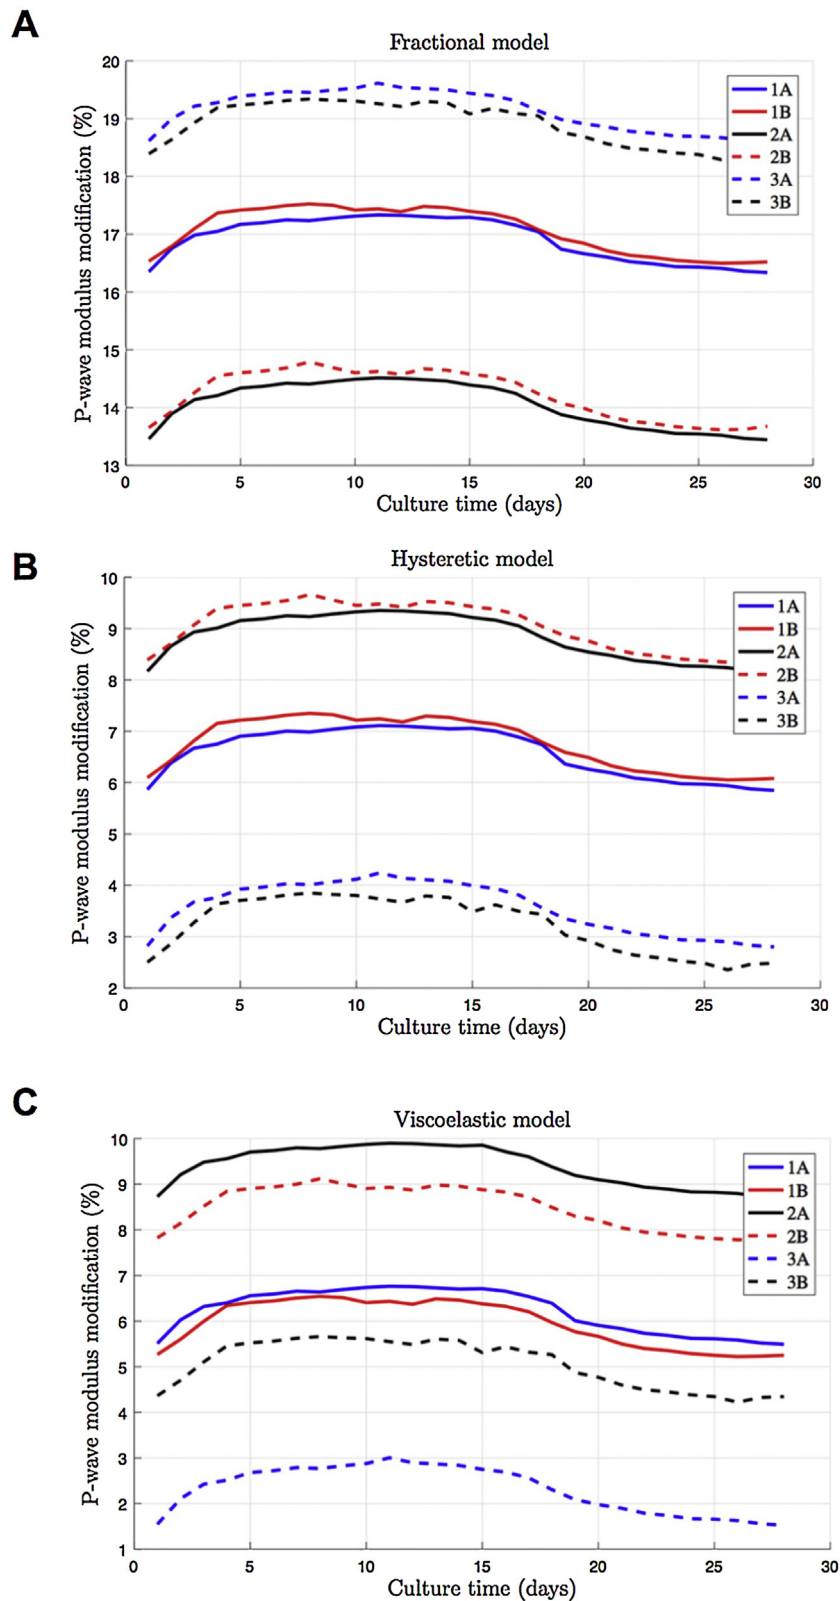 A
Fractional model
P-wave modulus modification (%)
20
19
18
17
16
15
14
13
0
5
10
15
20
25
30
Culture time (days)
1A
1B
2A
2B
3A
3B
B
Hysteretic model
P-wave modulus modification (%)
10
9
8
7
6
5
4
3
2
0
5
10
15
20
25
30
Culture time (days)
1A
1B
2A
2B
3A
3B
C
Viscoelastic model
P-wave modulus modification (%)
10
9
8
7
6
5
4
3
2
1
0
5
10
15
20
25
30
Culture time (days)
1A
1B
2A
2B
3A
3B